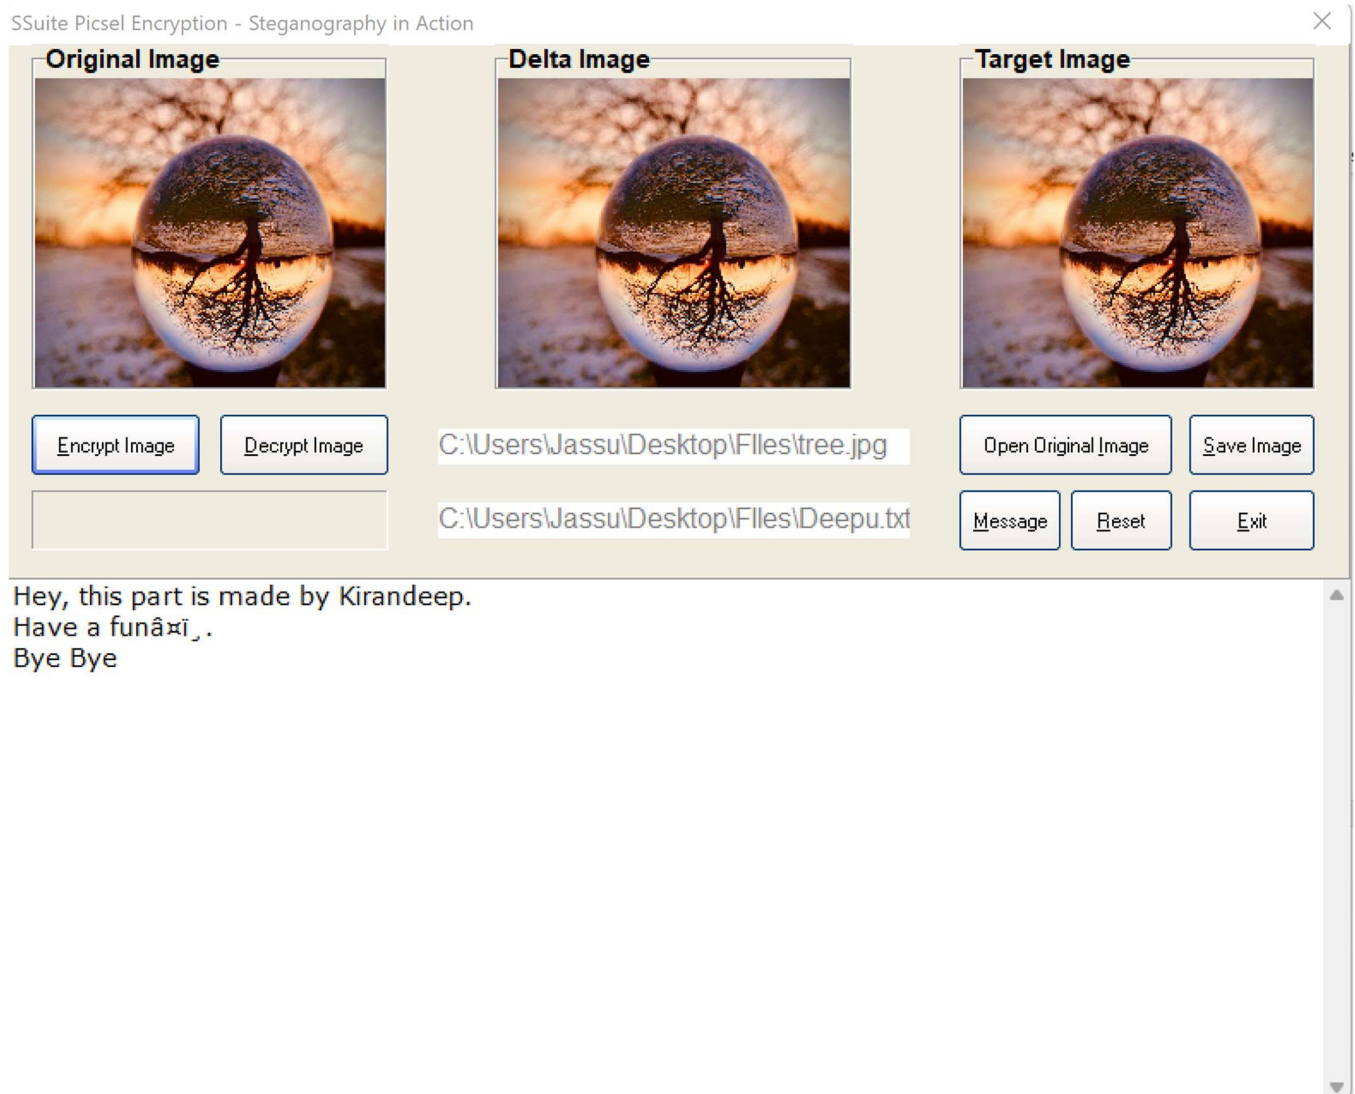 SSuite Picsel Encryption - Steganography in Action
Original Image
Delta Image
Target Image
Encrypt Image
Decrypt Image
C:\Users\Jassu\Desktop\FIles\tree.jpg
Open Original Image
Save Image
C:\Users\Jassu\Desktop\FIles\Deepu.txt
Message
Reset
Exit
Hey, this part is made by Kirandeep.
Have a funâ¤ï¸.
Bye Bye